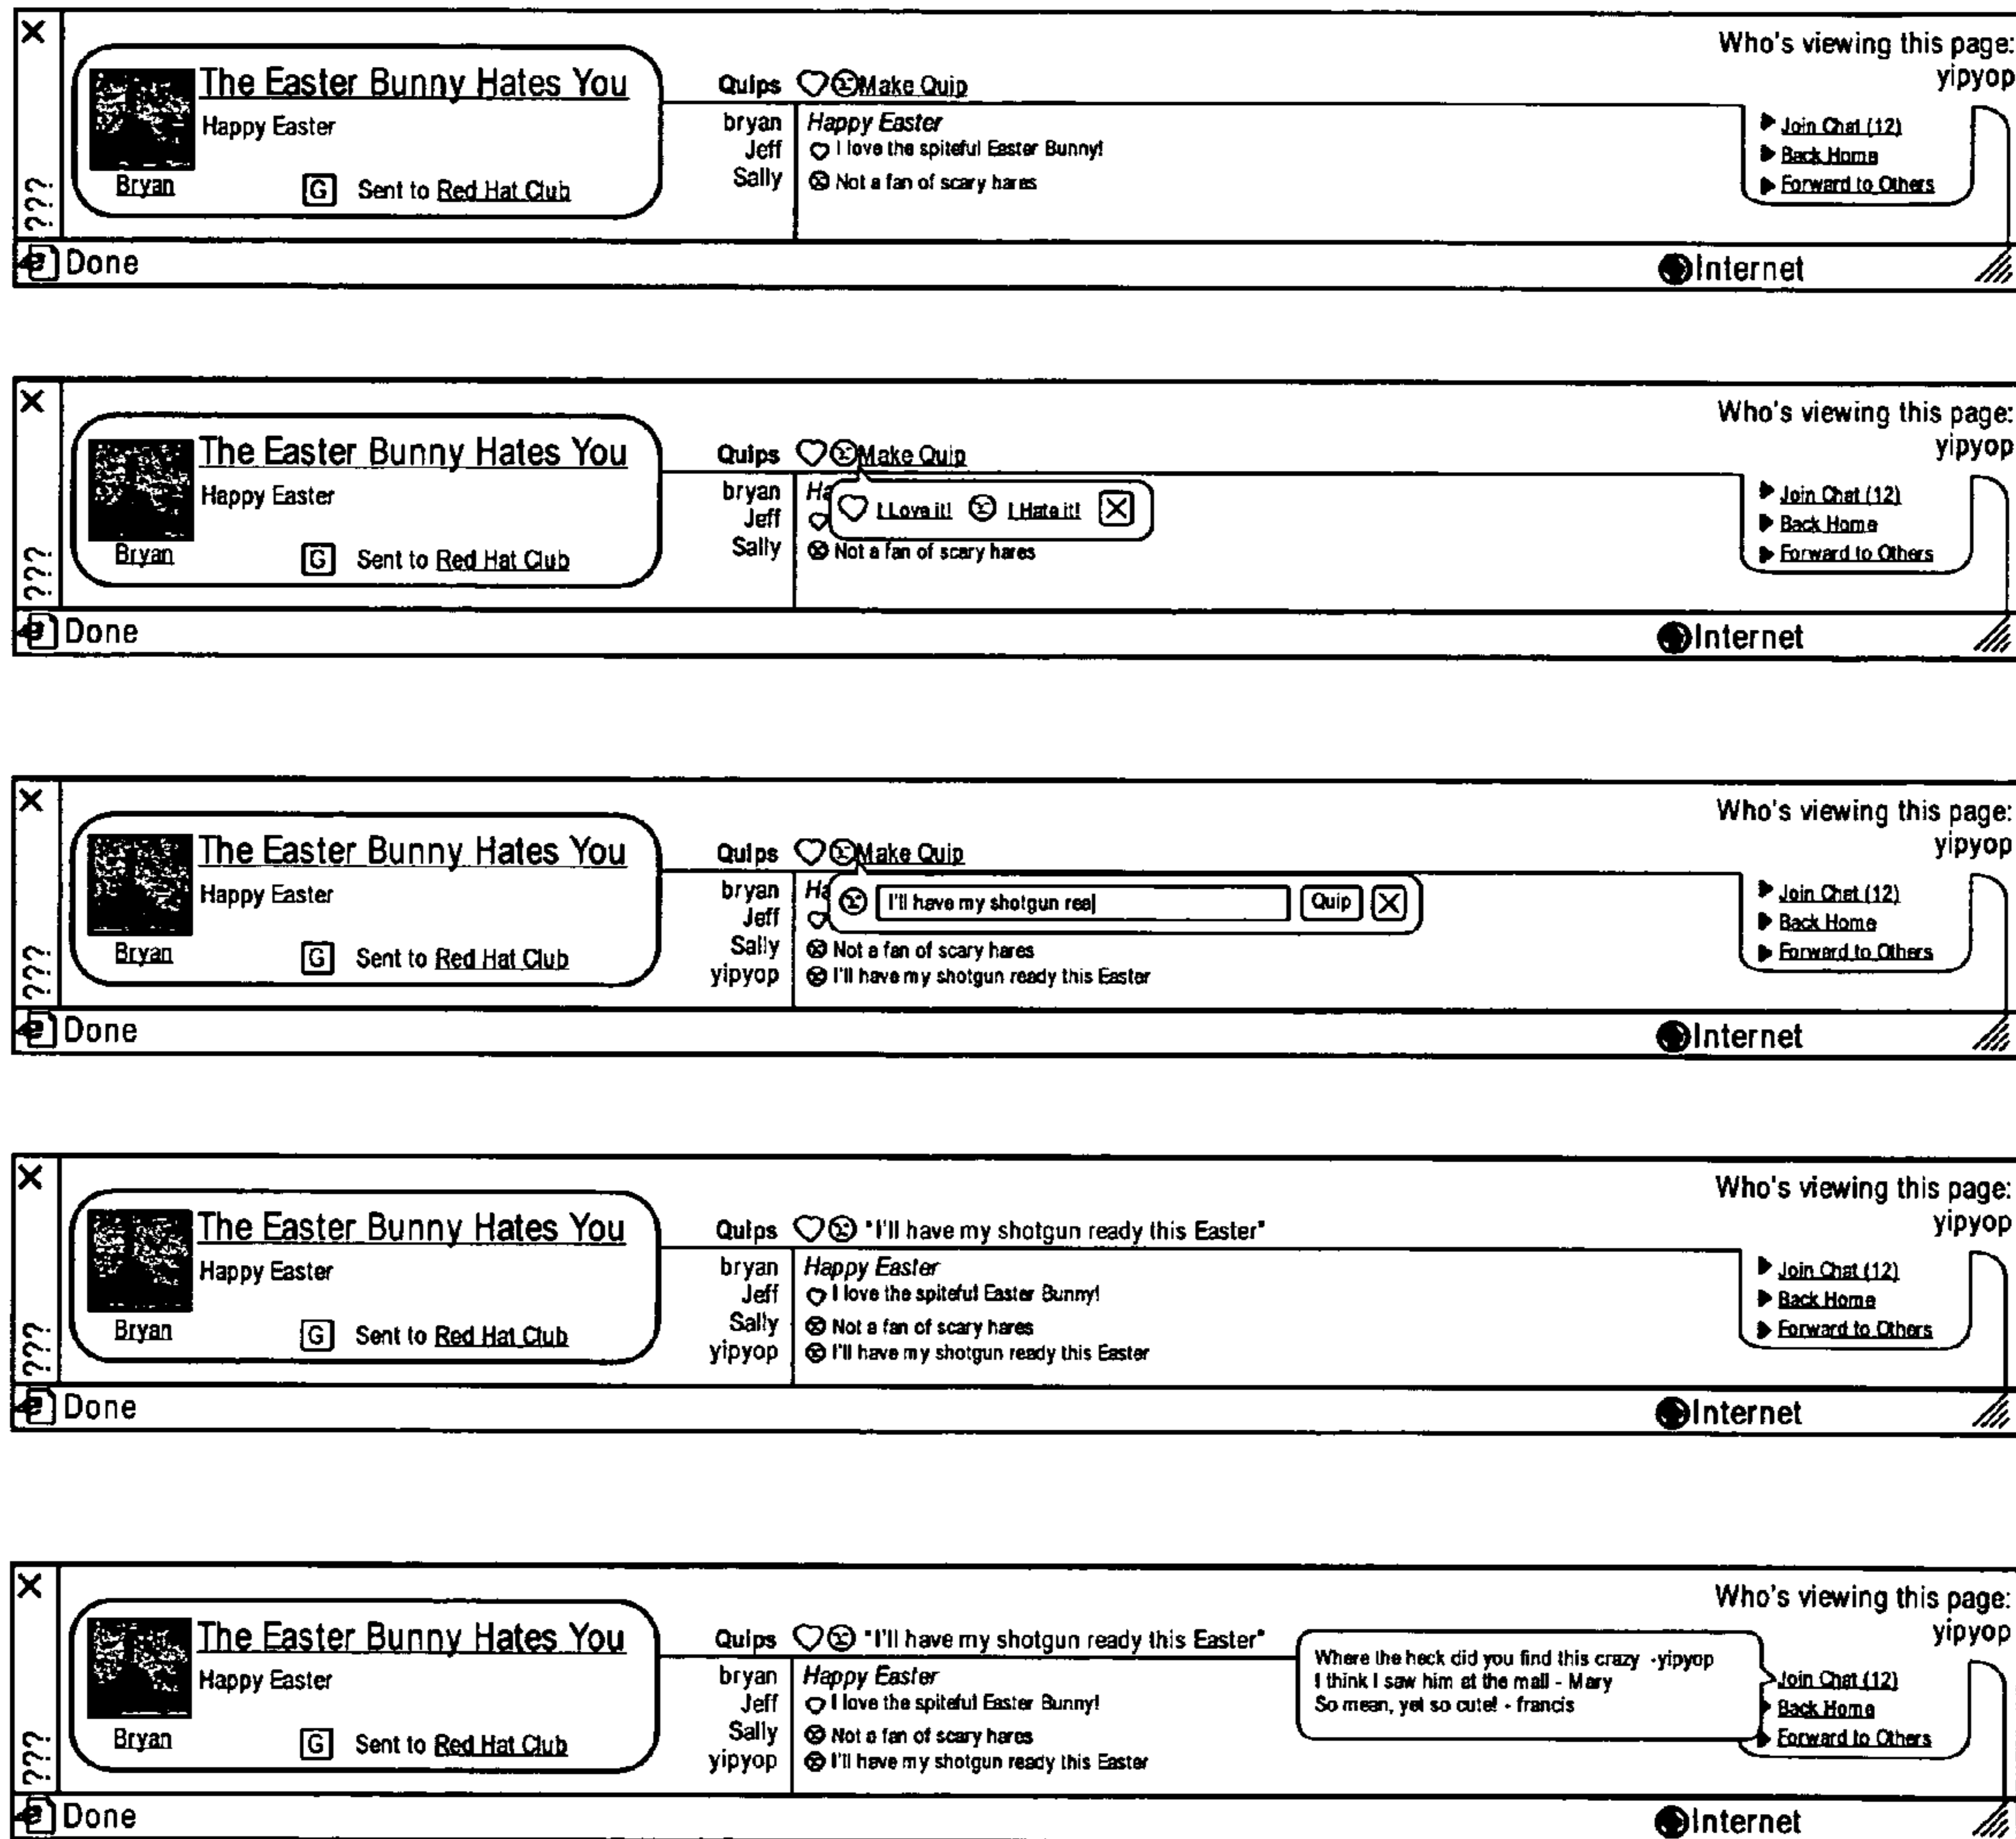 Who's viewing this page:
yipyop
The Easter Bunny Hates You
Happy Easter
Bryan
G Sent to Red Hat Club
Quips Make Quip
bryan Happy Easter
Jeff I love the spiteful Easter Bunny!
Sally Not a fan of scary hares
Join Chat (12)
Back Home
Forward to Others
???
Done
Internet
Who's viewing this page:
yipyop
The Easter Bunny Hates You
Happy Easter
Bryan
G Sent to Red Hat Club
Quips Make Quip
bryan Ha
I Love it! I Hate it! X
Jeff
Sally Not a fan of scary hares
Join Chat (12)
Back Home
Forward to Others
???
Done
Internet
Who's viewing this page:
yipyop
The Easter Bunny Hates You
Happy Easter
Bryan
G Sent to Red Hat Club
Quips Make Quip
bryan Ha
I'll have my shotgun rea Quip X
Jeff
Sally Not a fan of scary hares
yipyop I'll have my shotgun ready this Easter
Join Chat (12)
Back Home
Forward to Others
???
Done
Internet
Who's viewing this page:
yipyop
The Easter Bunny Hates You
Happy Easter
Bryan
G Sent to Red Hat Club
Quips "I'll have my shotgun ready this Easter"
bryan Happy Easter
Jeff I love the spiteful Easter Bunny!
Sally Not a fan of scary hares
yipyop I'll have my shotgun ready this Easter
Join Chat (12)
Back Home
Forward to Others
???
Done
Internet
Who's viewing this page:
yipyop
The Easter Bunny Hates You
Happy Easter
Bryan
G Sent to Red Hat Club
Quips "I'll have my shotgun ready this Easter"
bryan Happy Easter
Jeff I love the spiteful Easter Bunny!
Sally Not a fan of scary hares
yipyop I'll have my shotgun ready this Easter
Where the heck did you find this crazy -yipyop
I think I saw him at the mall - Mary
So mean, yet so cute! - francis
Join Chat (12)
Back Home
Forward to Others
???
Done
Internet